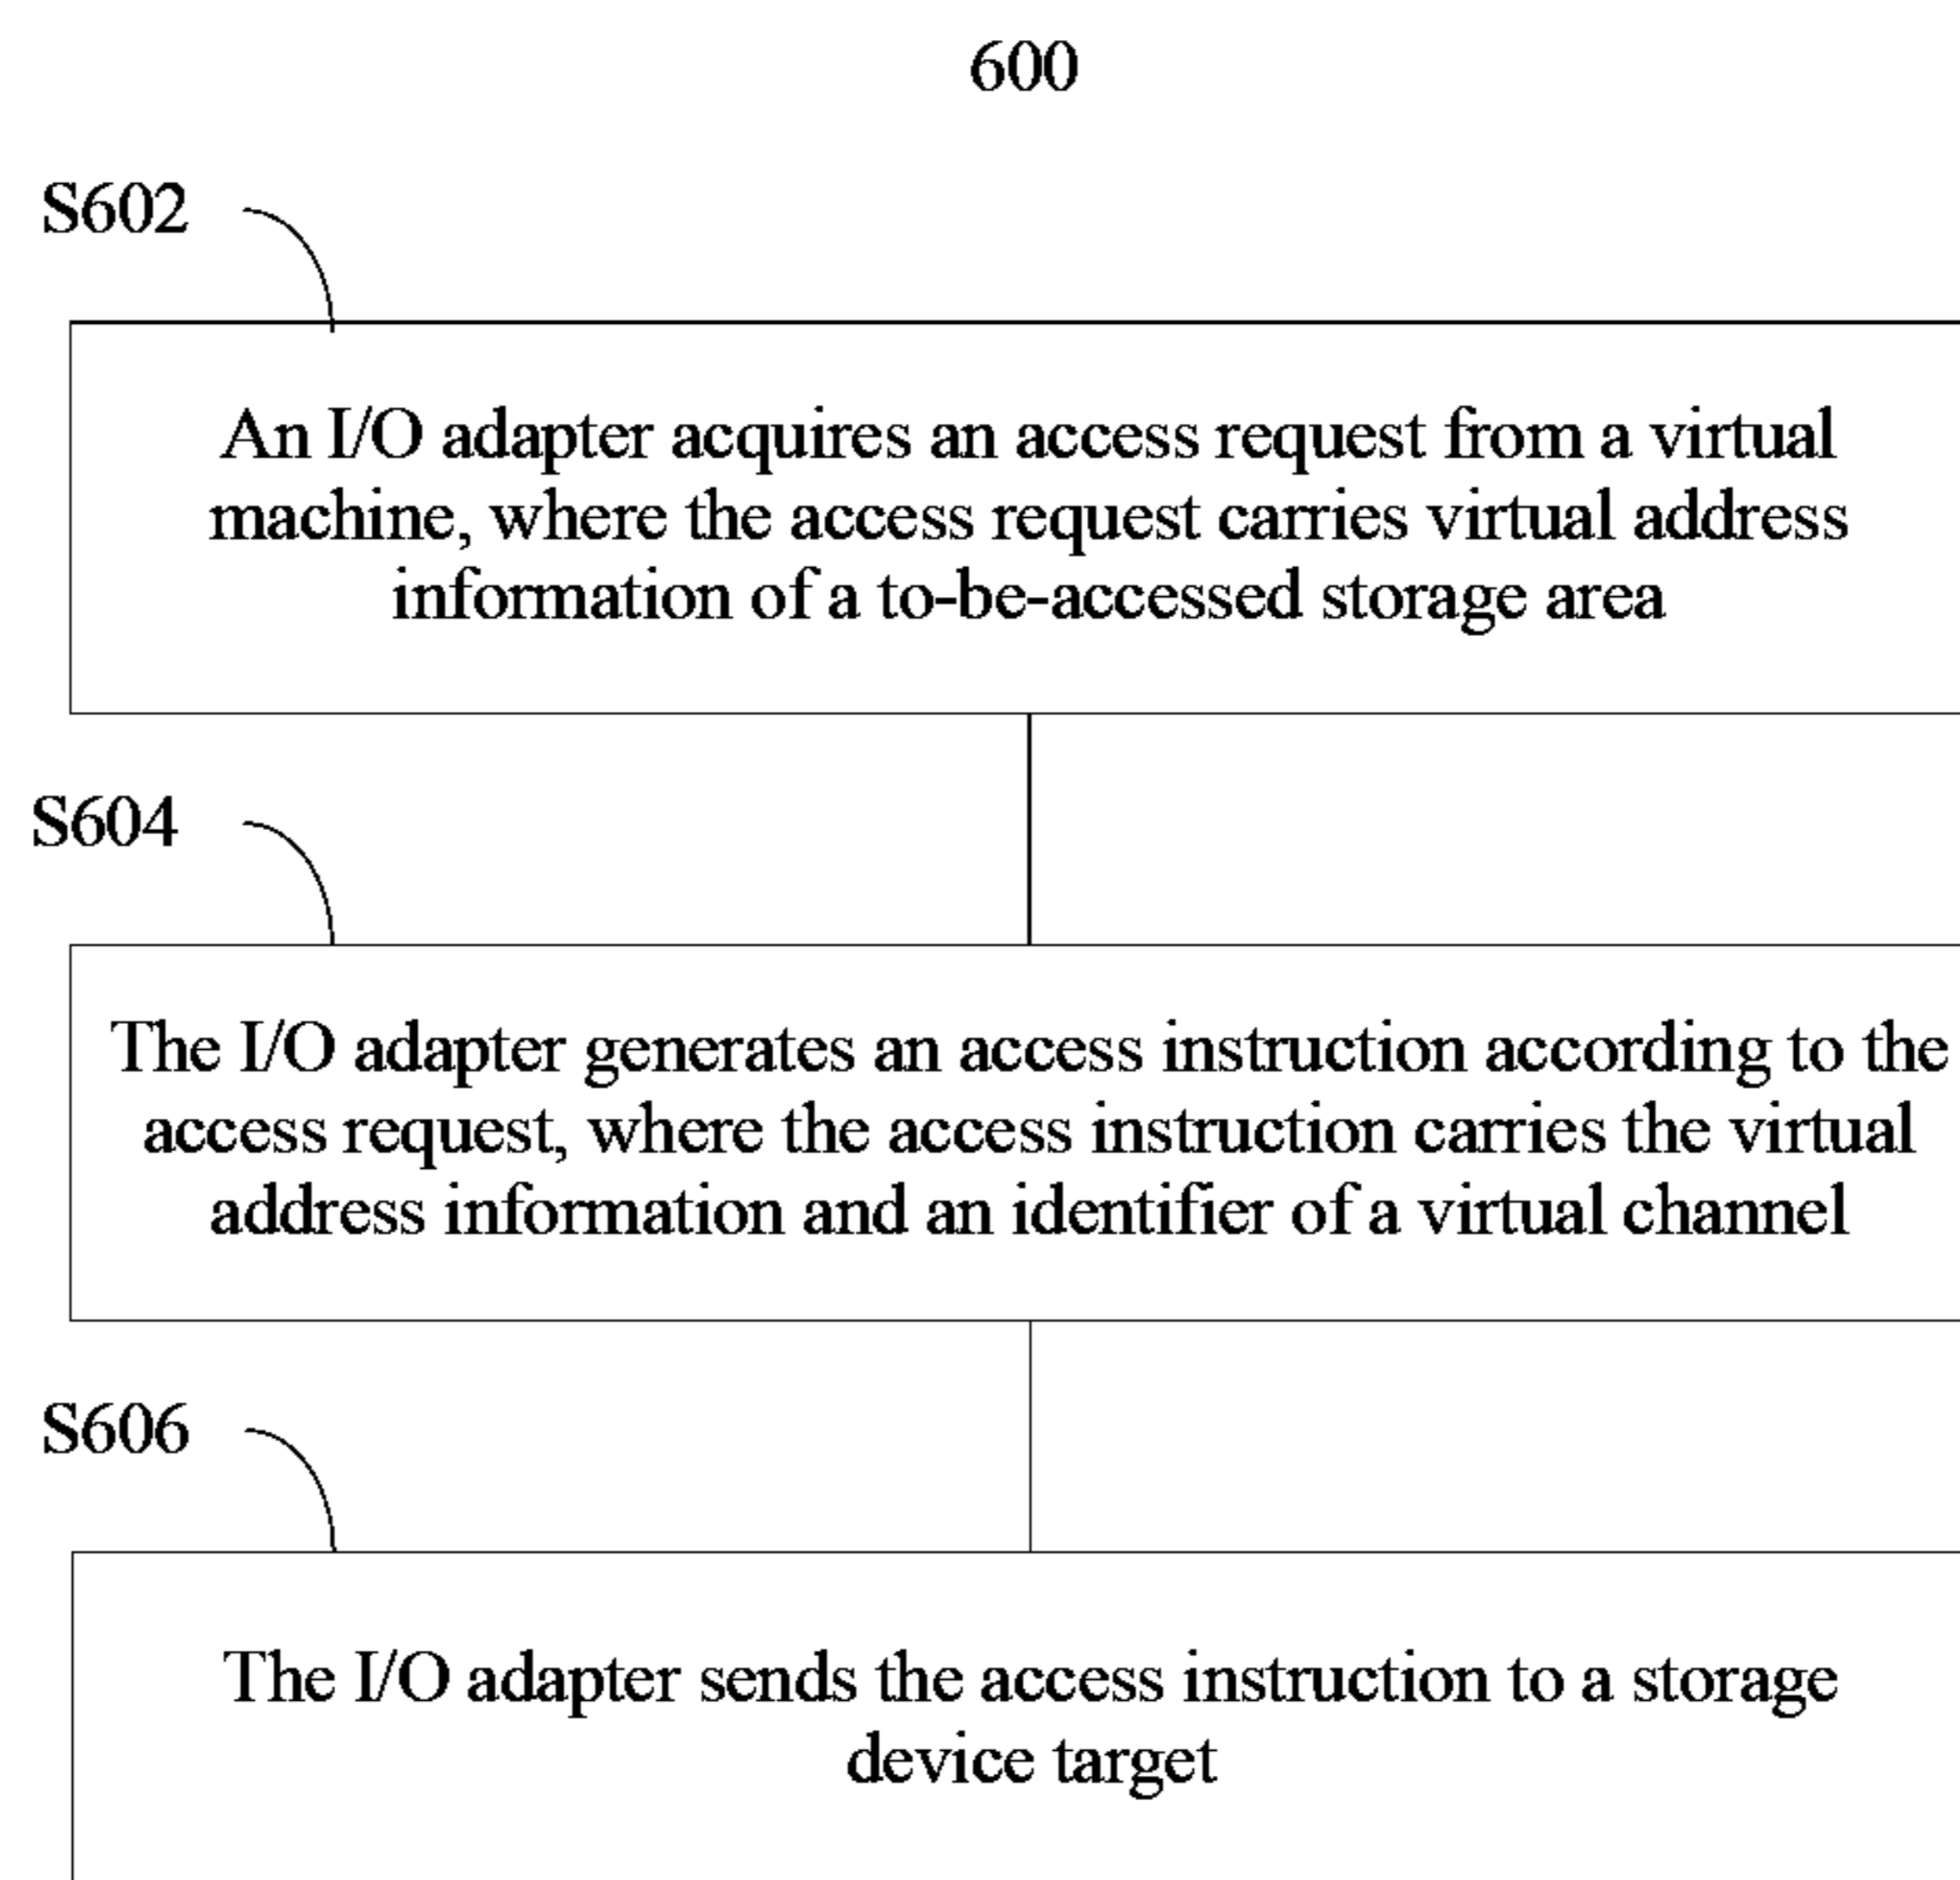 600
S602
An I/O adapter acquires an access request from a virtual
machine, where the access request carries virtual address
information of a to-be-accessed storage area
S604
The I/O adapter generates an access instruction according to the
access request, where the access instruction carries the virtual
address information and an identifier of a virtual channel
S606
The I/O adapter sends the access instruction to a storage
device target